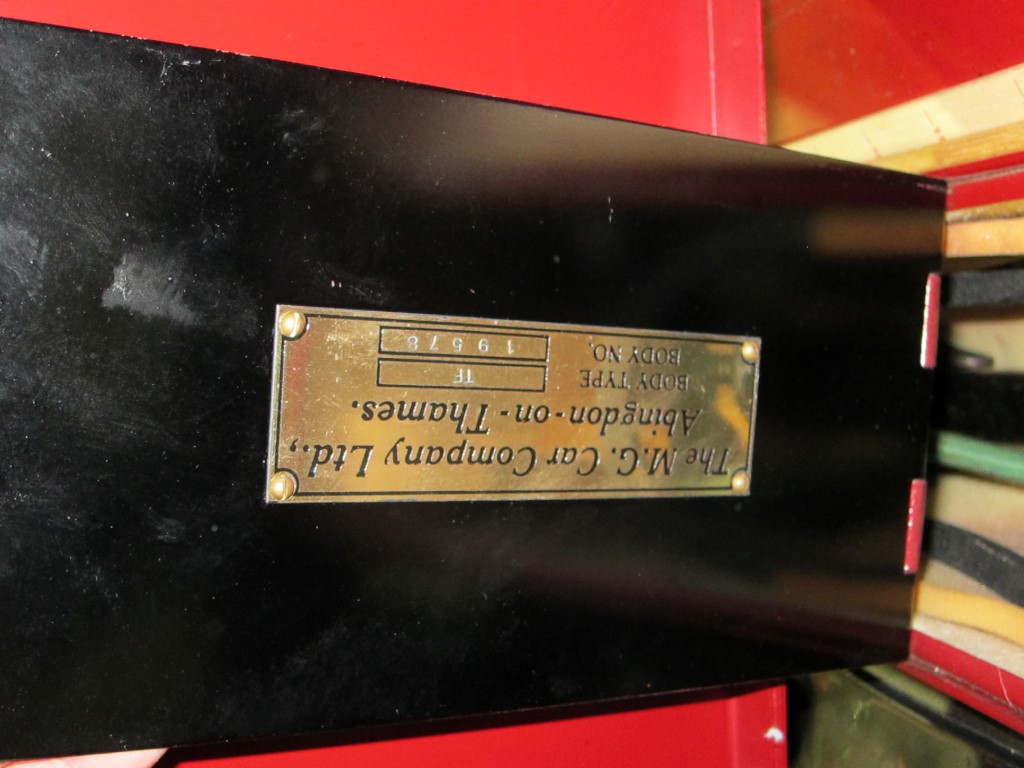 The M.G. Car Company Ltd.,
Abingdon-on-Thames.
BODY TYPE TF
BODY NO. 19578